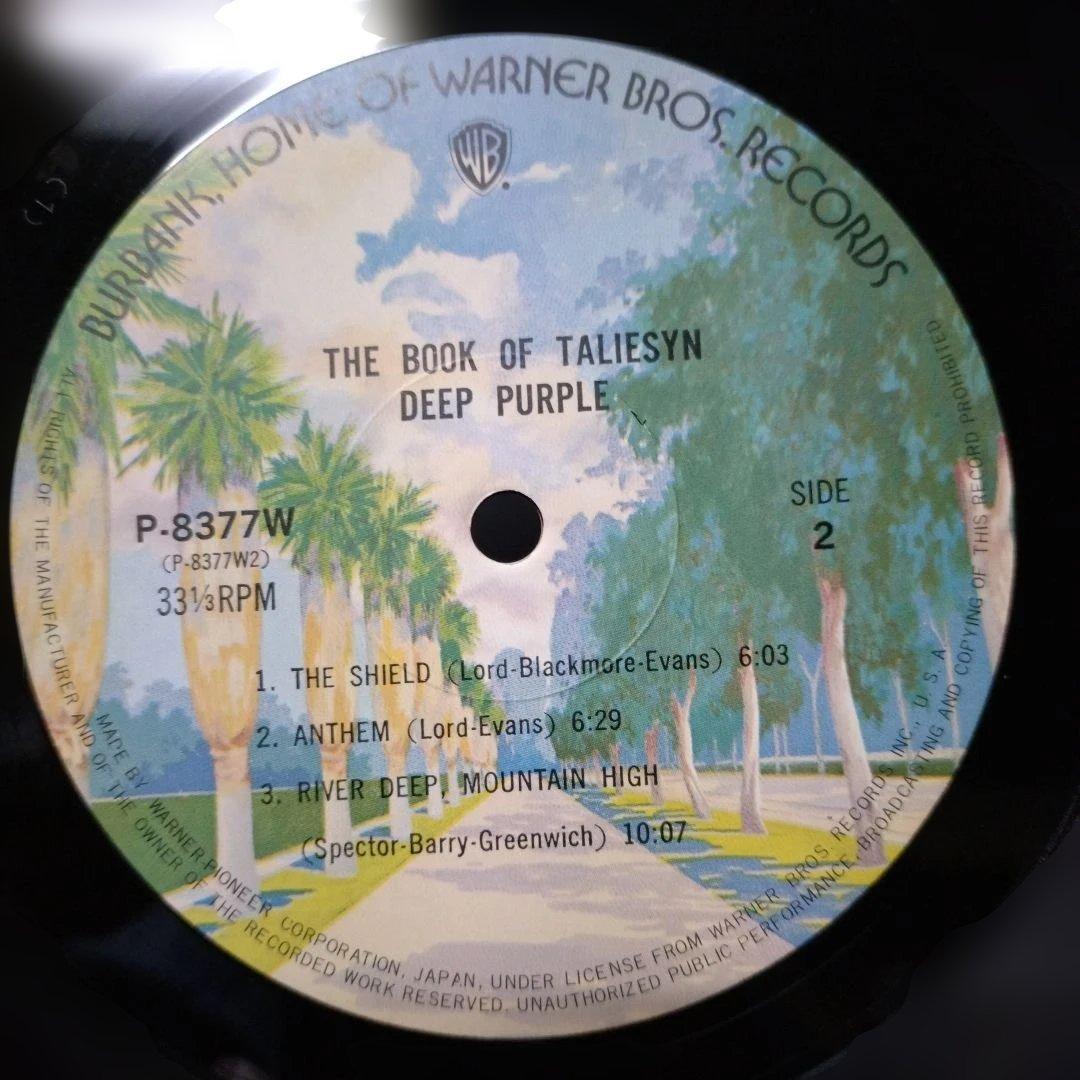 BURBANK, HOME OF WARNER BROS. RECORDS
WB
THE BOOK OF TALIESYN
DEEP PURPLE
P-8377W
(P-8377W2)
33⅓RPM
SIDE
2
1. THE SHIELD (Lord-Blackmore-Evans) 6:03
2. ANTHEM (Lord-Evans) 6:29
3. RIVER DEEP, MOUNTAIN HIGH
(Spector-Barry-Greenwich) 10:07
MADE BY WARNER-PIONEER CORPORATION, JAPAN, UNDER LICENSE FROM WARNER BROS. RECORDS INC., U.S.A.
ALL RIGHTS OF THE MANUFACTURER AND OF THE OWNER OF THE RECORDED WORK RESERVED. UNAUTHORIZED PUBLIC PERFORMANCE, BROADCASTING AND COPYING OF THIS RECORD PROHIBITED